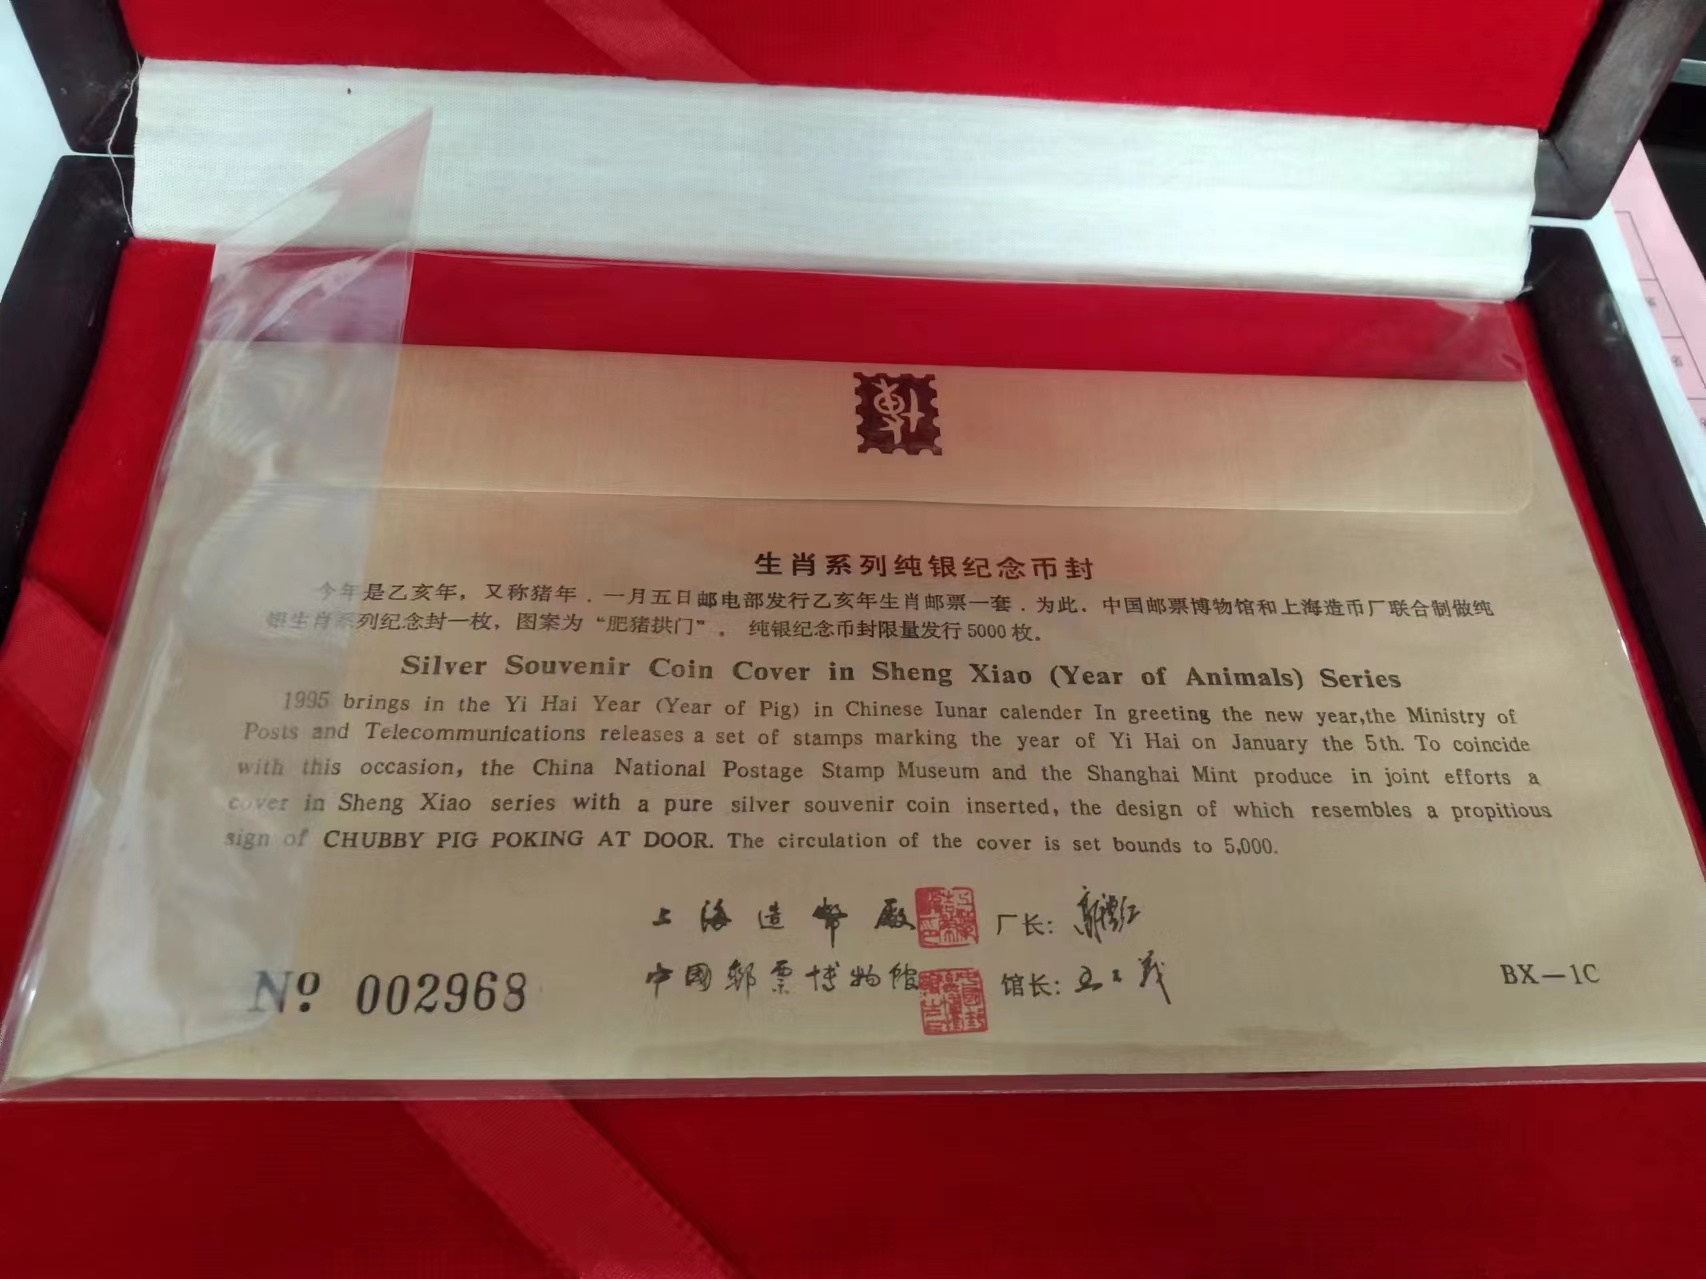 博
生肖系列纯银纪念币封
今年是乙亥年，又称猪年．一月五日邮电部发行乙亥年生肖邮票一套．为此．中国邮票博物馆和上海造币厂联合制做纯
银生肖系列纪念封一枚，图案为“肥猪拱门”。纯银纪念币封限量发行5000枚。
Silver Souvenir Coin Cover in Sheng Xiao (Year of Animals) Series
1995 brings in the Yi Hai Year (Year of Pig) in Chinese Iunar calender In greeting the new year,the Ministry of
Posts and Telecommunications releases a set of stamps marking the year of Yi Hai on January the 5th. To coincide
with this occasion, the China National Postage Stamp Museum and the Shanghai Mint produce in joint efforts a
cover in Sheng Xiao series with a pure silver souvenir coin inserted, the design of which resembles a propitious
sign of CHUBBY PIG POKING AT DOOR. The circulation of the cover is set bounds to 5,000.
上海造幣廠 厂长:
中國郵票博物館 馆长:
Nº 002968
BX－1C